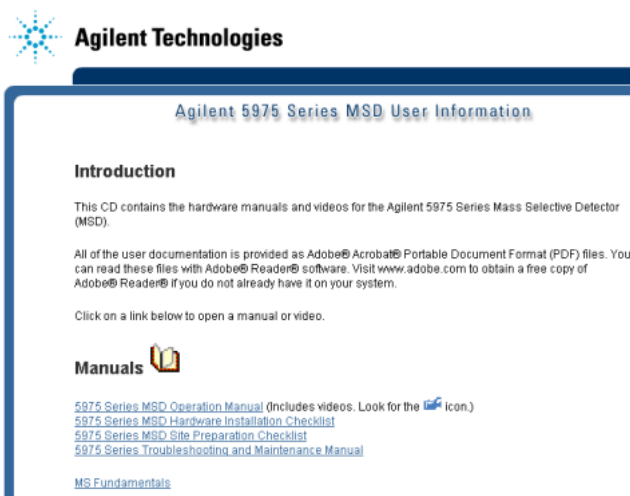 Agilent Technologies
Agilent 5975 Series MSD User Information
Introduction
This CD contains the hardware manuals and videos for the Agilent 5975 Series Mass Selective Detector
(MSD).
All of the user documentation is provided as Adobe® Acrobat® Portable Document Format (PDF) files. You
can read these files with Adobe® Reader® software. Visit www.adobe.com to obtain a free copy of
Adobe® Reader® if you do not already have it on your system.
Click on a link below to open a manual or video.
Manuals
5975 Series MSD Operation Manual (Includes videos. Look for the icon.)
5975 Series MSD Hardware Installation Checklist
5975 Series MSD Site Preparation Checklist
5975 Series Troubleshooting and Maintenance Manual
MS Fundamentals